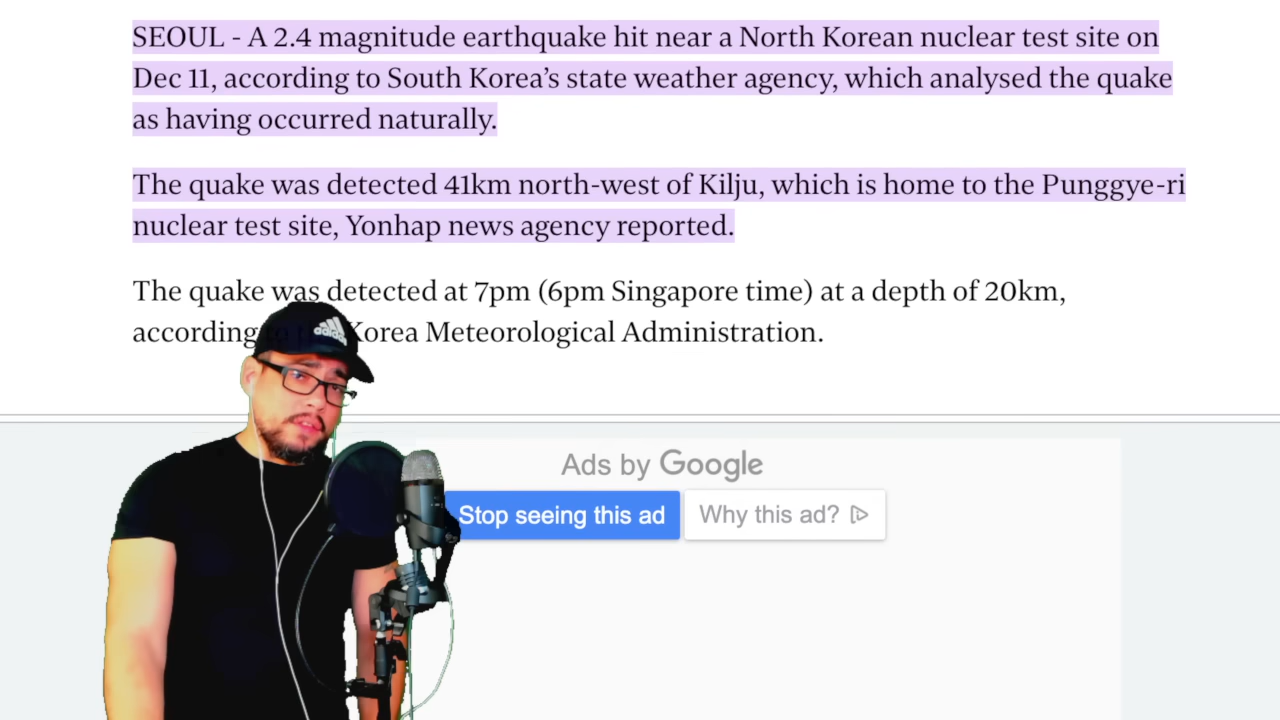 SEOUL - A 2.4 magnitude earthquake hit near a North Korean nuclear test site on
Dec 11, according to South Korea’s state weather agency, which analysed the quake
as having occurred naturally.
The quake was detected 41km north-west of Kilju, which is home to the Punggye-ri
nuclear test site, Yonhap news agency reported.
The quake was detected at 7pm (6pm Singapore time) at a depth of 20km,
according Korea Meteorological Administration.
adidas
Ads by Google
Stop seeing this ad
Why this ad?